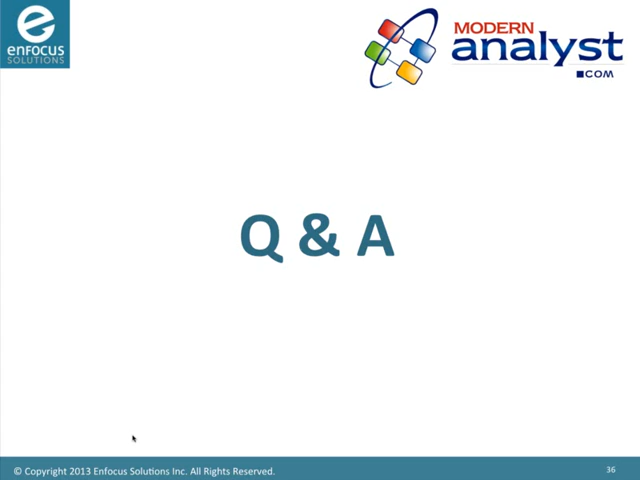 enfocus
SOLUTIONS
MODERN
analyst
.COM
Q & A
© Copyright 2013 Enfocus Solutions Inc. All Rights Reserved.
36